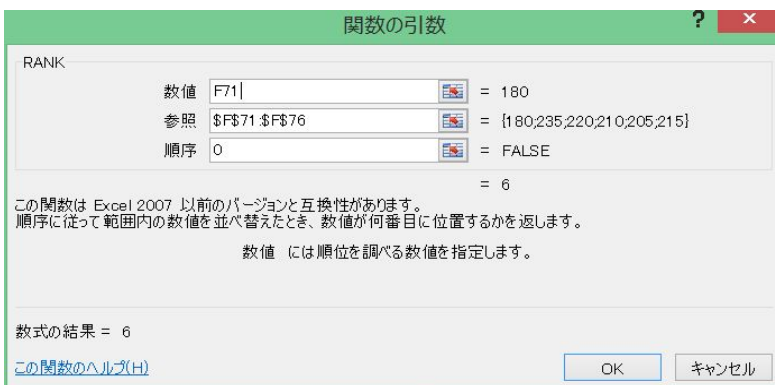 関数の引数 ? ×
RANK
数値 F71 = 180
参照 $F$71:$F$76 = {180;235;220;210;205;215}
順序 0 = FALSE
= 6
この関数は Excel 2007 以前のバージョンと互換性があります。
順序に従って範囲内の数値を並べ替えたとき、数値が何番目に位置するかを返します。
数値 には順位を調べる数値を指定します。
数式の結果 = 6
この関数のヘルプ(H) OK キャンセル